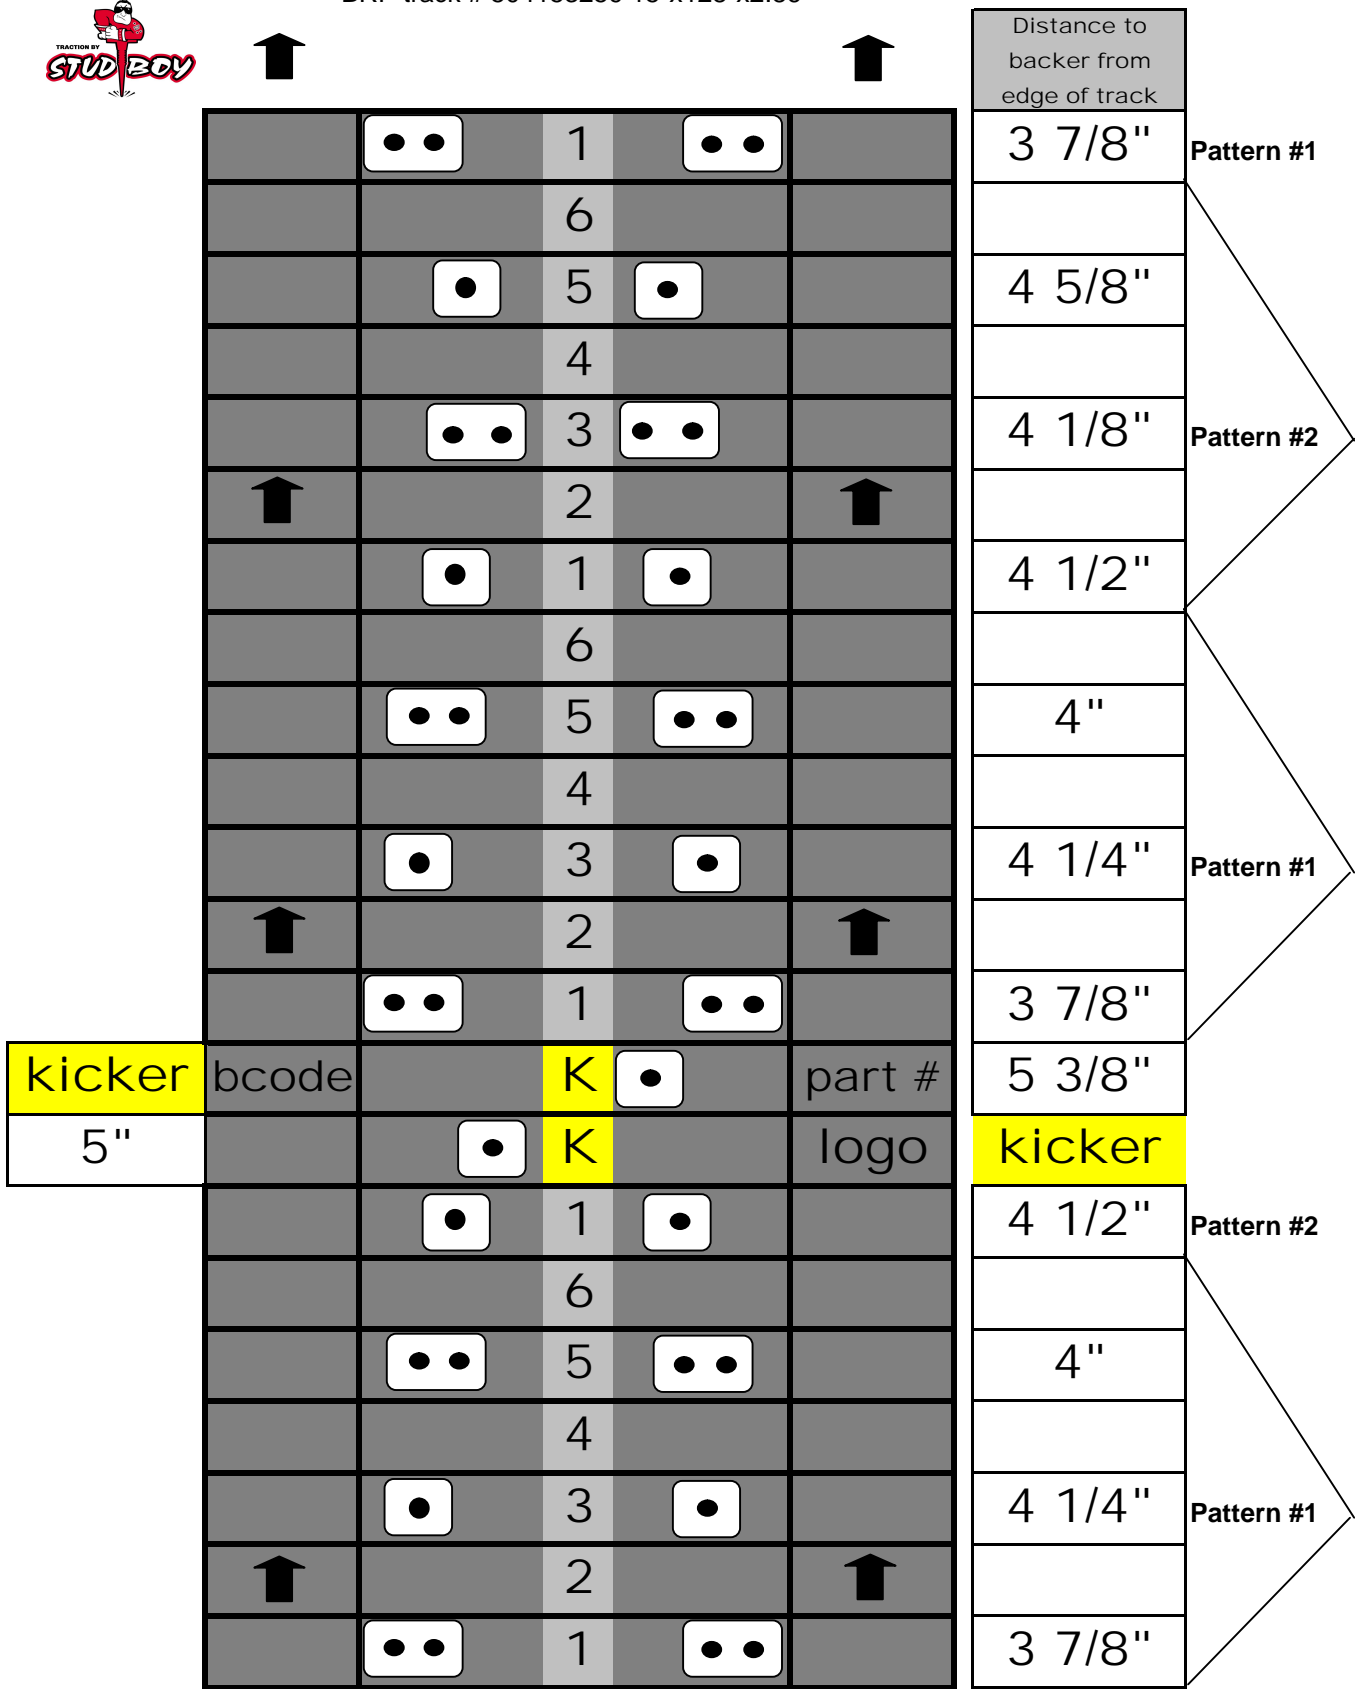 TRACTION BY
STUD BOY
Distance to
backer from
edge of track
1 3 7/8" Pattern #1
6
5 4 5/8"
4
3 4 1/8" Pattern #2
2
1 4 1/2"
6
5 4"
4
3 4 1/4" Pattern #1
2
1 3 7/8"
kicker bcode K part # 5 3/8"
5" K logo kicker
1 4 1/2" Pattern #2
6
5 4"
4
3 4 1/4" Pattern #1
2
1 3 7/8"